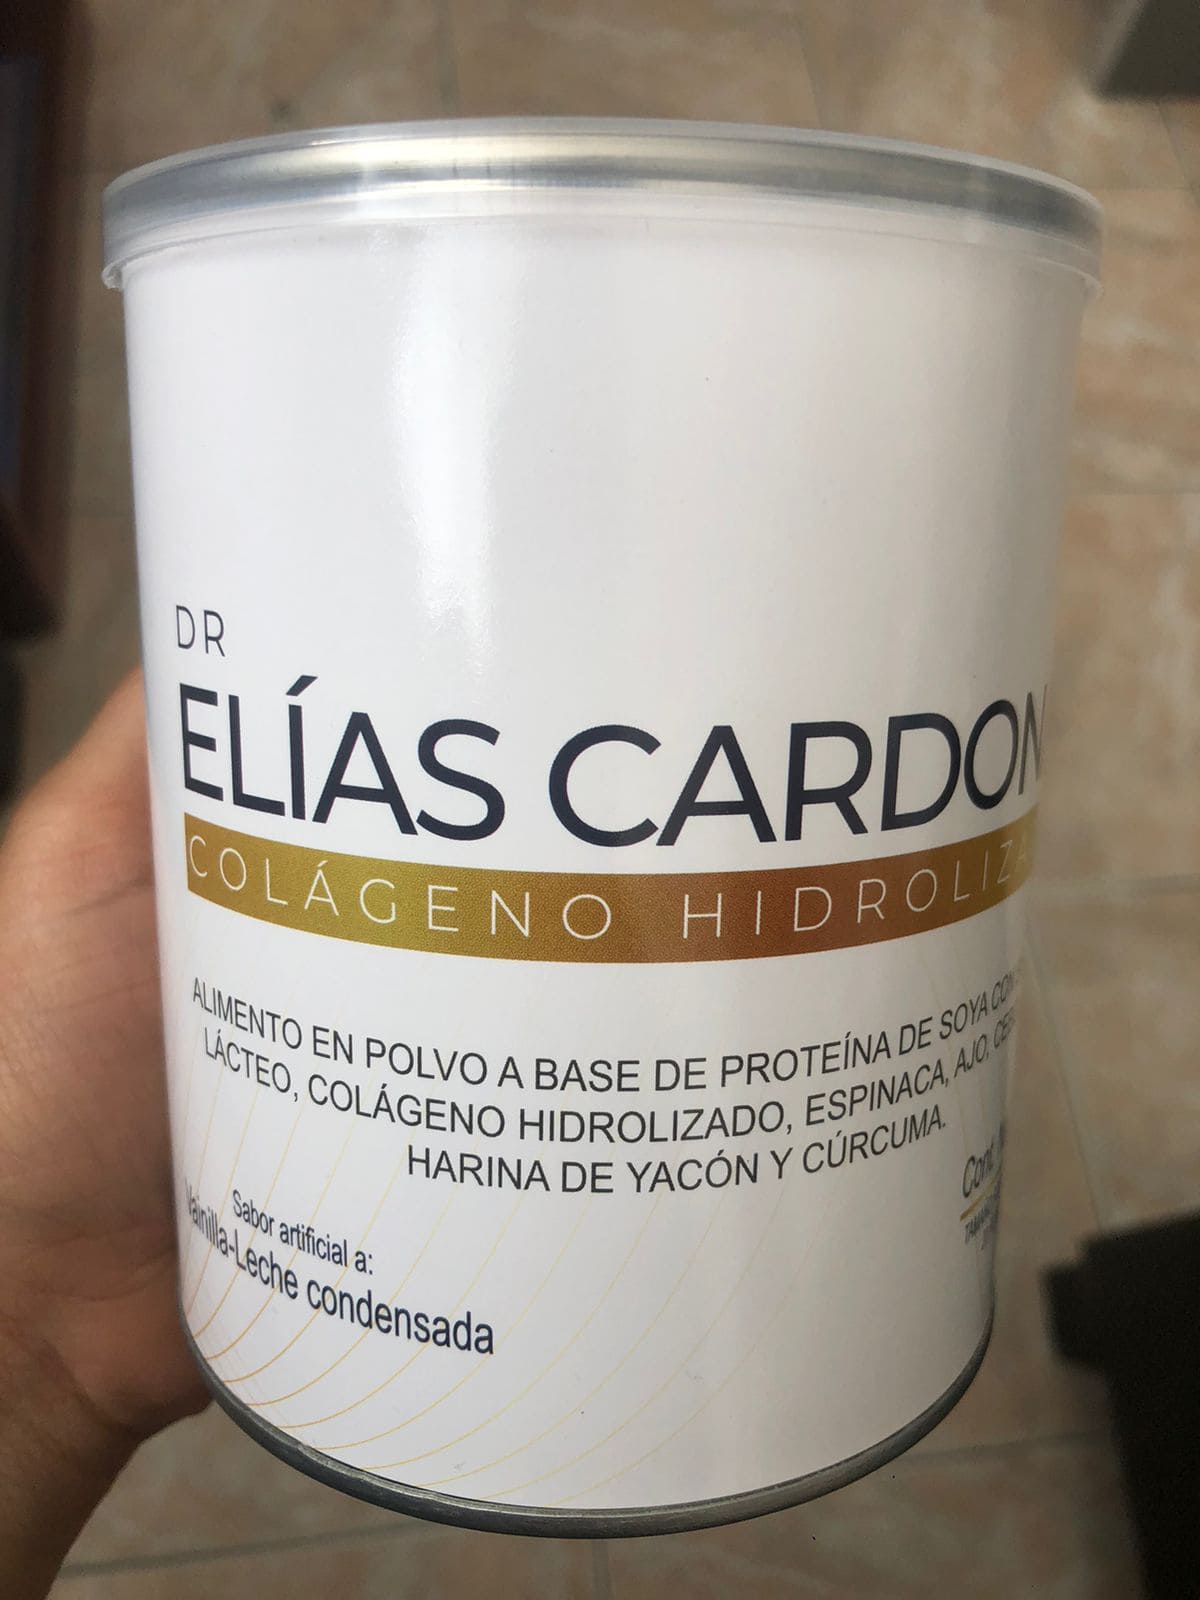 DR
ELÍAS CARDON
COLÁGENO HIDROLIZA
ALIMENTO EN POLVO A BASE DE PROTEÍNA DE SOYA CON
LÁCTEO, COLÁGENO HIDROLIZADO, ESPINACA, AJO,
HARINA DE YACÓN Y CÚRCUMA.
Cont.
Sabor artificial a:
Vainilla-Leche condensada